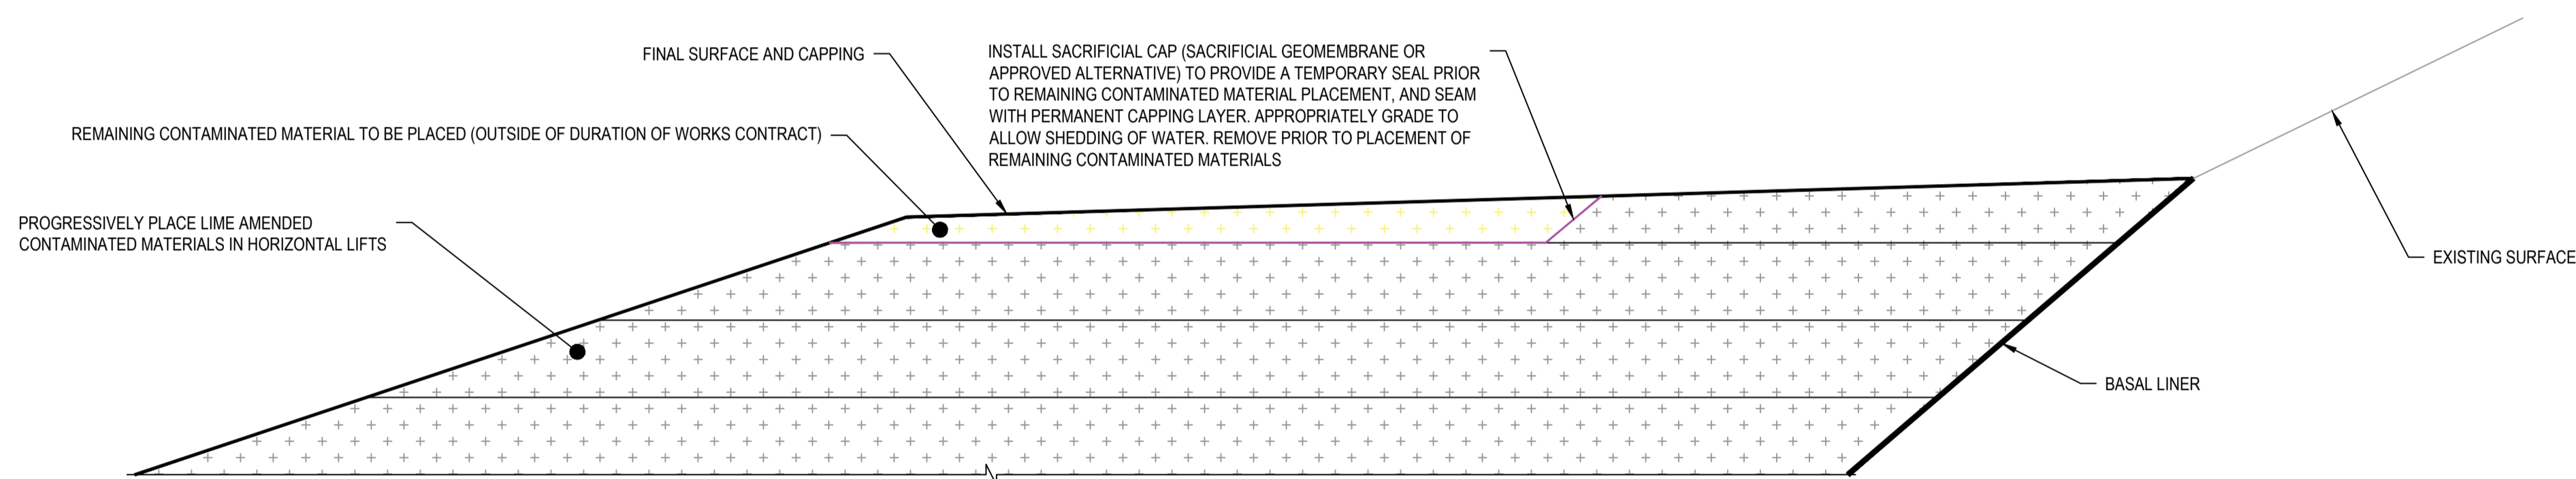 FINAL SURFACE AND CAPPING
INSTALL SACRIFICIAL CAP (SACRIFICIAL GEOMEMBRANE OR
APPROVED ALTERNATIVE) TO PROVIDE A TEMPORARY SEAL PRIOR
TO REMAINING CONTAMINATED MATERIAL PLACEMENT, AND SEAM
WITH PERMANENT CAPPING LAYER. APPROPRIATELY GRADE TO
ALLOW SHEDDING OF WATER. REMOVE PRIOR TO PLACEMENT OF
REMAINING CONTAMINATED MATERIALS
REMAINING CONTAMINATED MATERIAL TO BE PLACED (OUTSIDE OF DURATION OF WORKS CONTRACT)
PROGRESSIVELY PLACE LIME AMENDED
CONTAMINATED MATERIALS IN HORIZONTAL LIFTS
EXISTING SURFACE
BASAL LINER